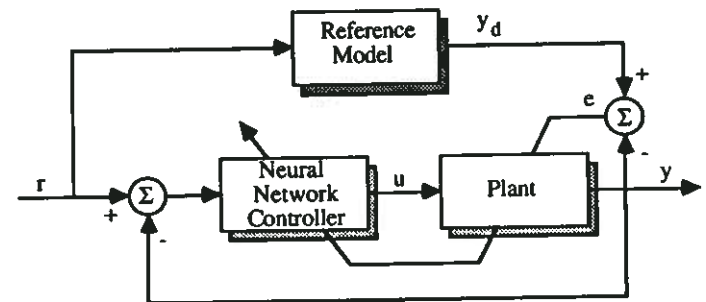 Reference
Model
y_d
+
e
Σ
-
r
+
Σ
-
Neural
Network
Controller
u
Plant
y